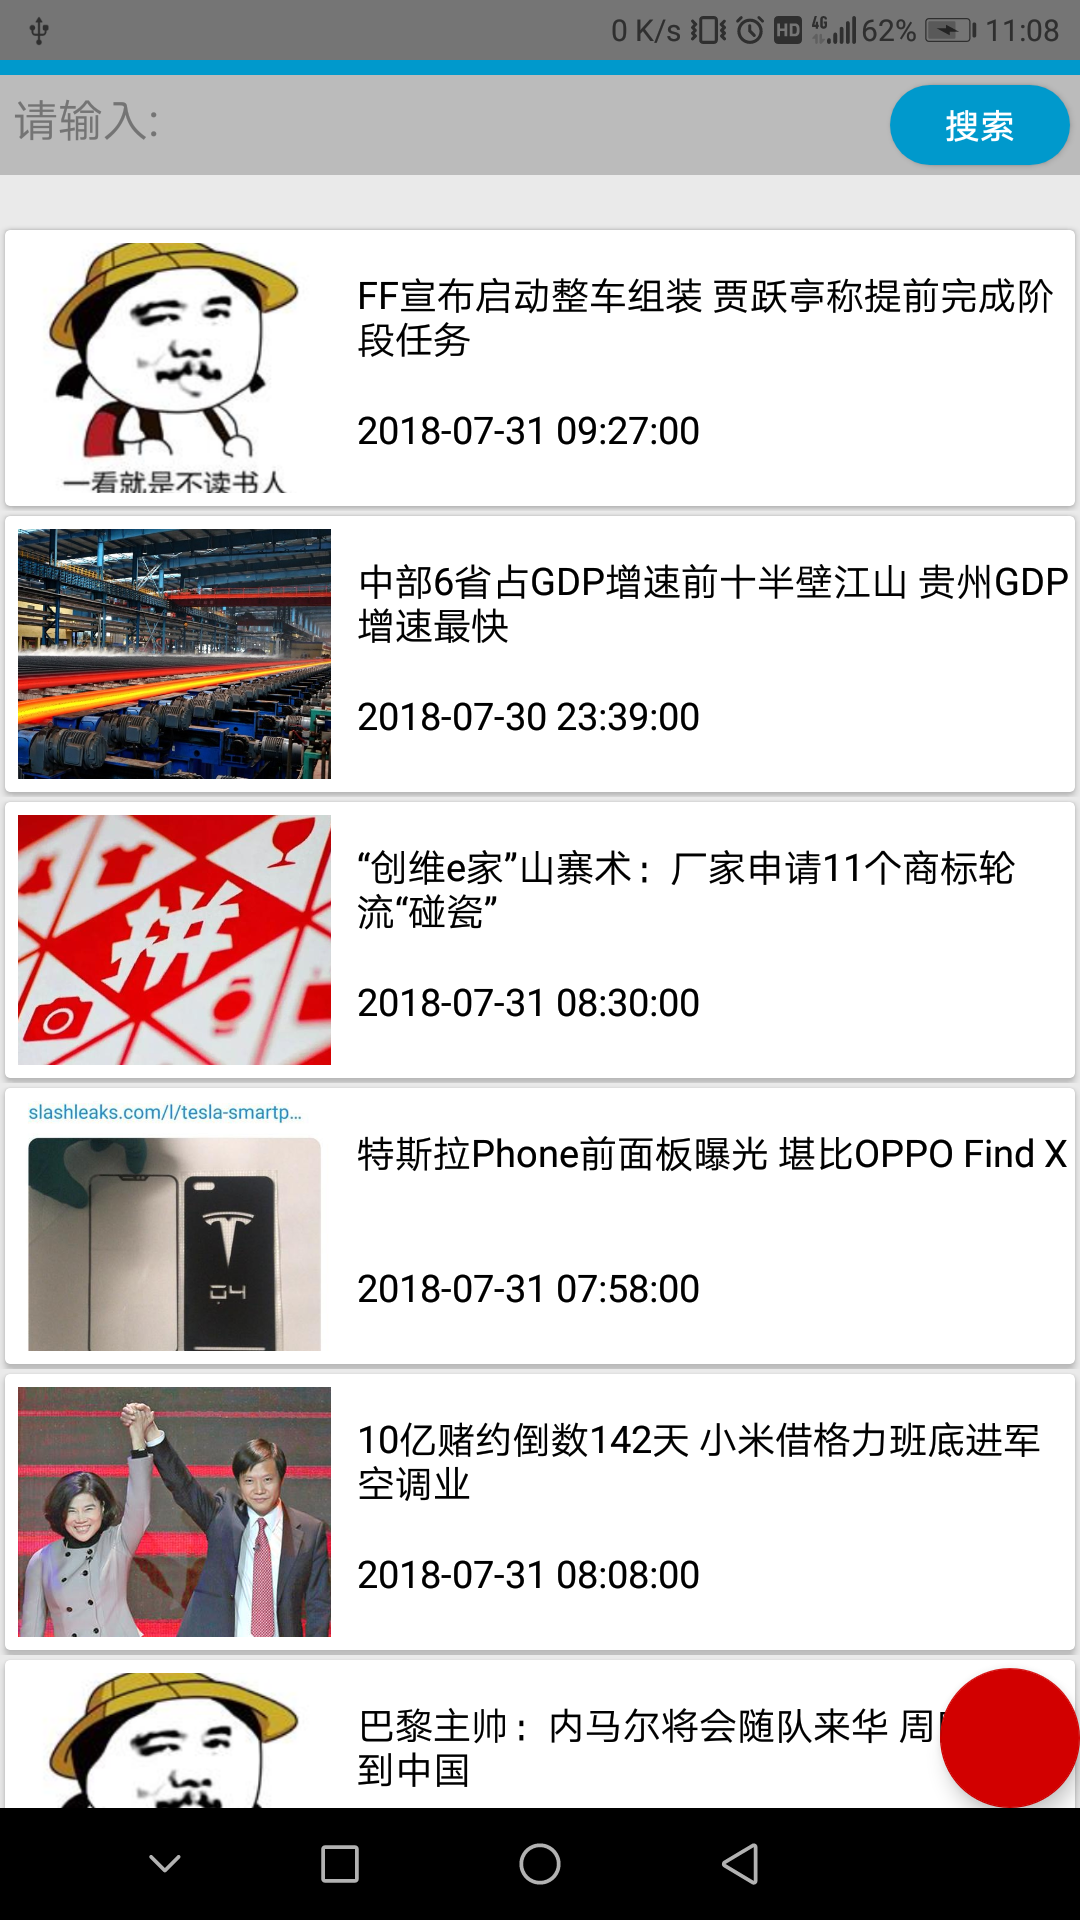 0 K/s HD 4G 62% 11:08
请输入:
搜索
FF宣布启动整车组装 贾跃亭称提前完成阶
段任务
2018-07-31 09:27:00
一看就是不读书人
中部6省占GDP增速前十半壁江山 贵州GDP
增速最快
2018-07-30 23:39:00
拼
“创维e家”山寨术：厂家申请11个商标轮
流“碰瓷”
2018-07-31 08:30:00
slashleaks.com/l/tesla-smartp...
特斯拉Phone前面板曝光 堪比OPPO Find X
2018-07-31 07:58:00
10亿赌约倒数142天 小米借格力班底进军
空调业
2018-07-31 08:08:00
巴黎主帅：内马尔将会随队来华 周
到中国